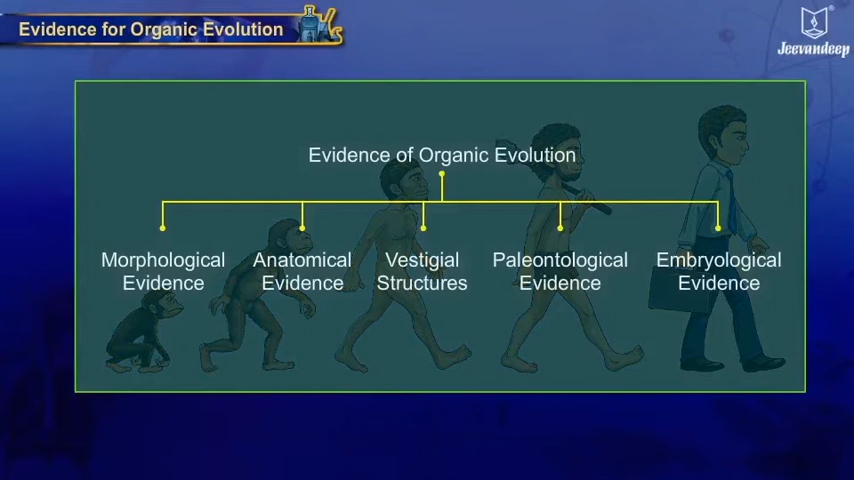 Evidence for Organic Evolution
Jeevandeep
Evidence of Organic Evolution
Morphological
Evidence
Anatomical
Evidence
Vestigial
Structures
Paleontological
Evidence
Embryological
Evidence